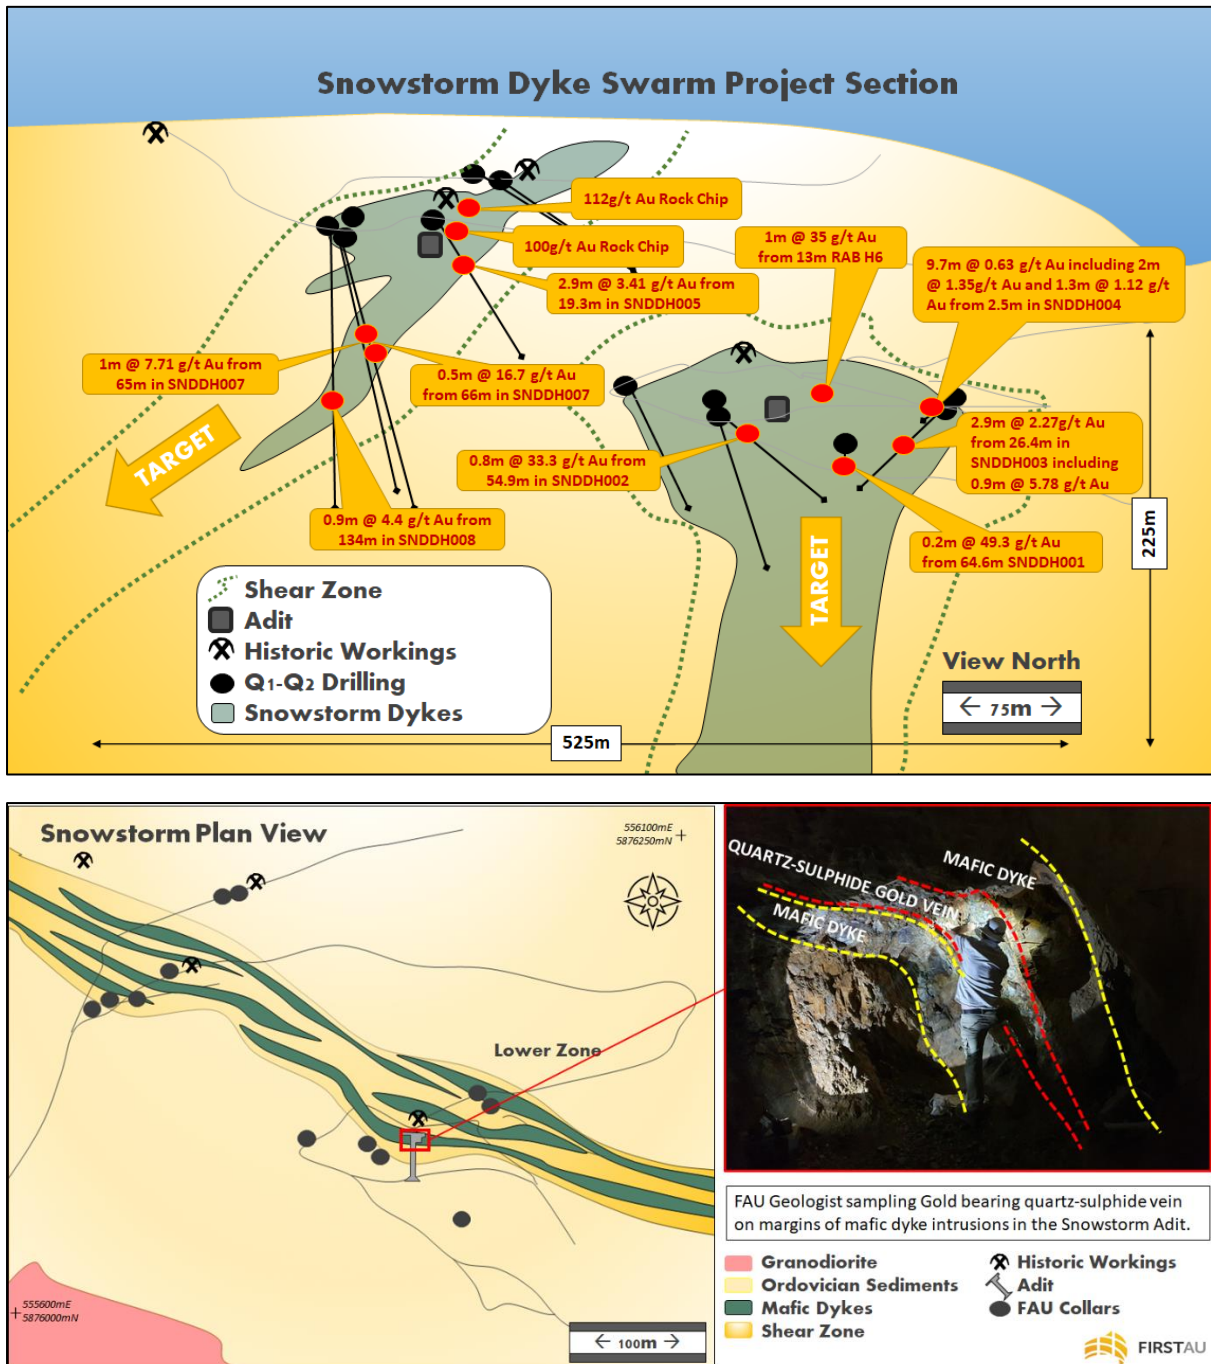 Snowstorm Dyke Swarm Project Section
112g/t Au Rock Chip
100g/t Au Rock Chip
2.9m @ 3.41 g/t Au from
19.3m in SNDDH005
1m @ 35 g/t Au
from 13m RAB H6
9.7m @ 0.63 g/t Au including 2m
@ 1.35g/t Au and 1.3m @ 1.12 g/t
Au from 2.5m in SNDDH004
1m @ 7.71 g/t Au from
65m in SNDDH007
0.5m @ 16.7 g/t Au
from 66m in SNDDH007
TARGET
0.8m @ 33.3 g/t Au from
54.9m in SNDDH002
2.9m @ 2.27g/t Au
from 26.4m in
SNDDH003 including
0.9m @ 5.78 g/t Au
0.9m @ 4.4 g/t Au from
134m in SNDDH008
0.2m @ 49.3 g/t Au
from 64.6m SNDDH001
TARGET
225m
Shear Zone
Adit
Historic Workings
Q1-Q2 Drilling
Snowstorm Dykes
View North
← 75m →
525m
Snowstorm Plan View
556100mE
5876250mN
Lower Zone
555600mE
5876000mN
← 100m →
QUARTZ-SULPHIDE GOLD VEIN
MAFIC DYKE
MAFIC DYKE
FAU Geologist sampling Gold bearing quartz-sulphide vein
on margins of mafic dyke intrusions in the Snowstorm Adit.
Granodiorite
Ordovician Sediments
Mafic Dykes
Shear Zone
Historic Workings
Adit
FAU Collars
FIRSTAU